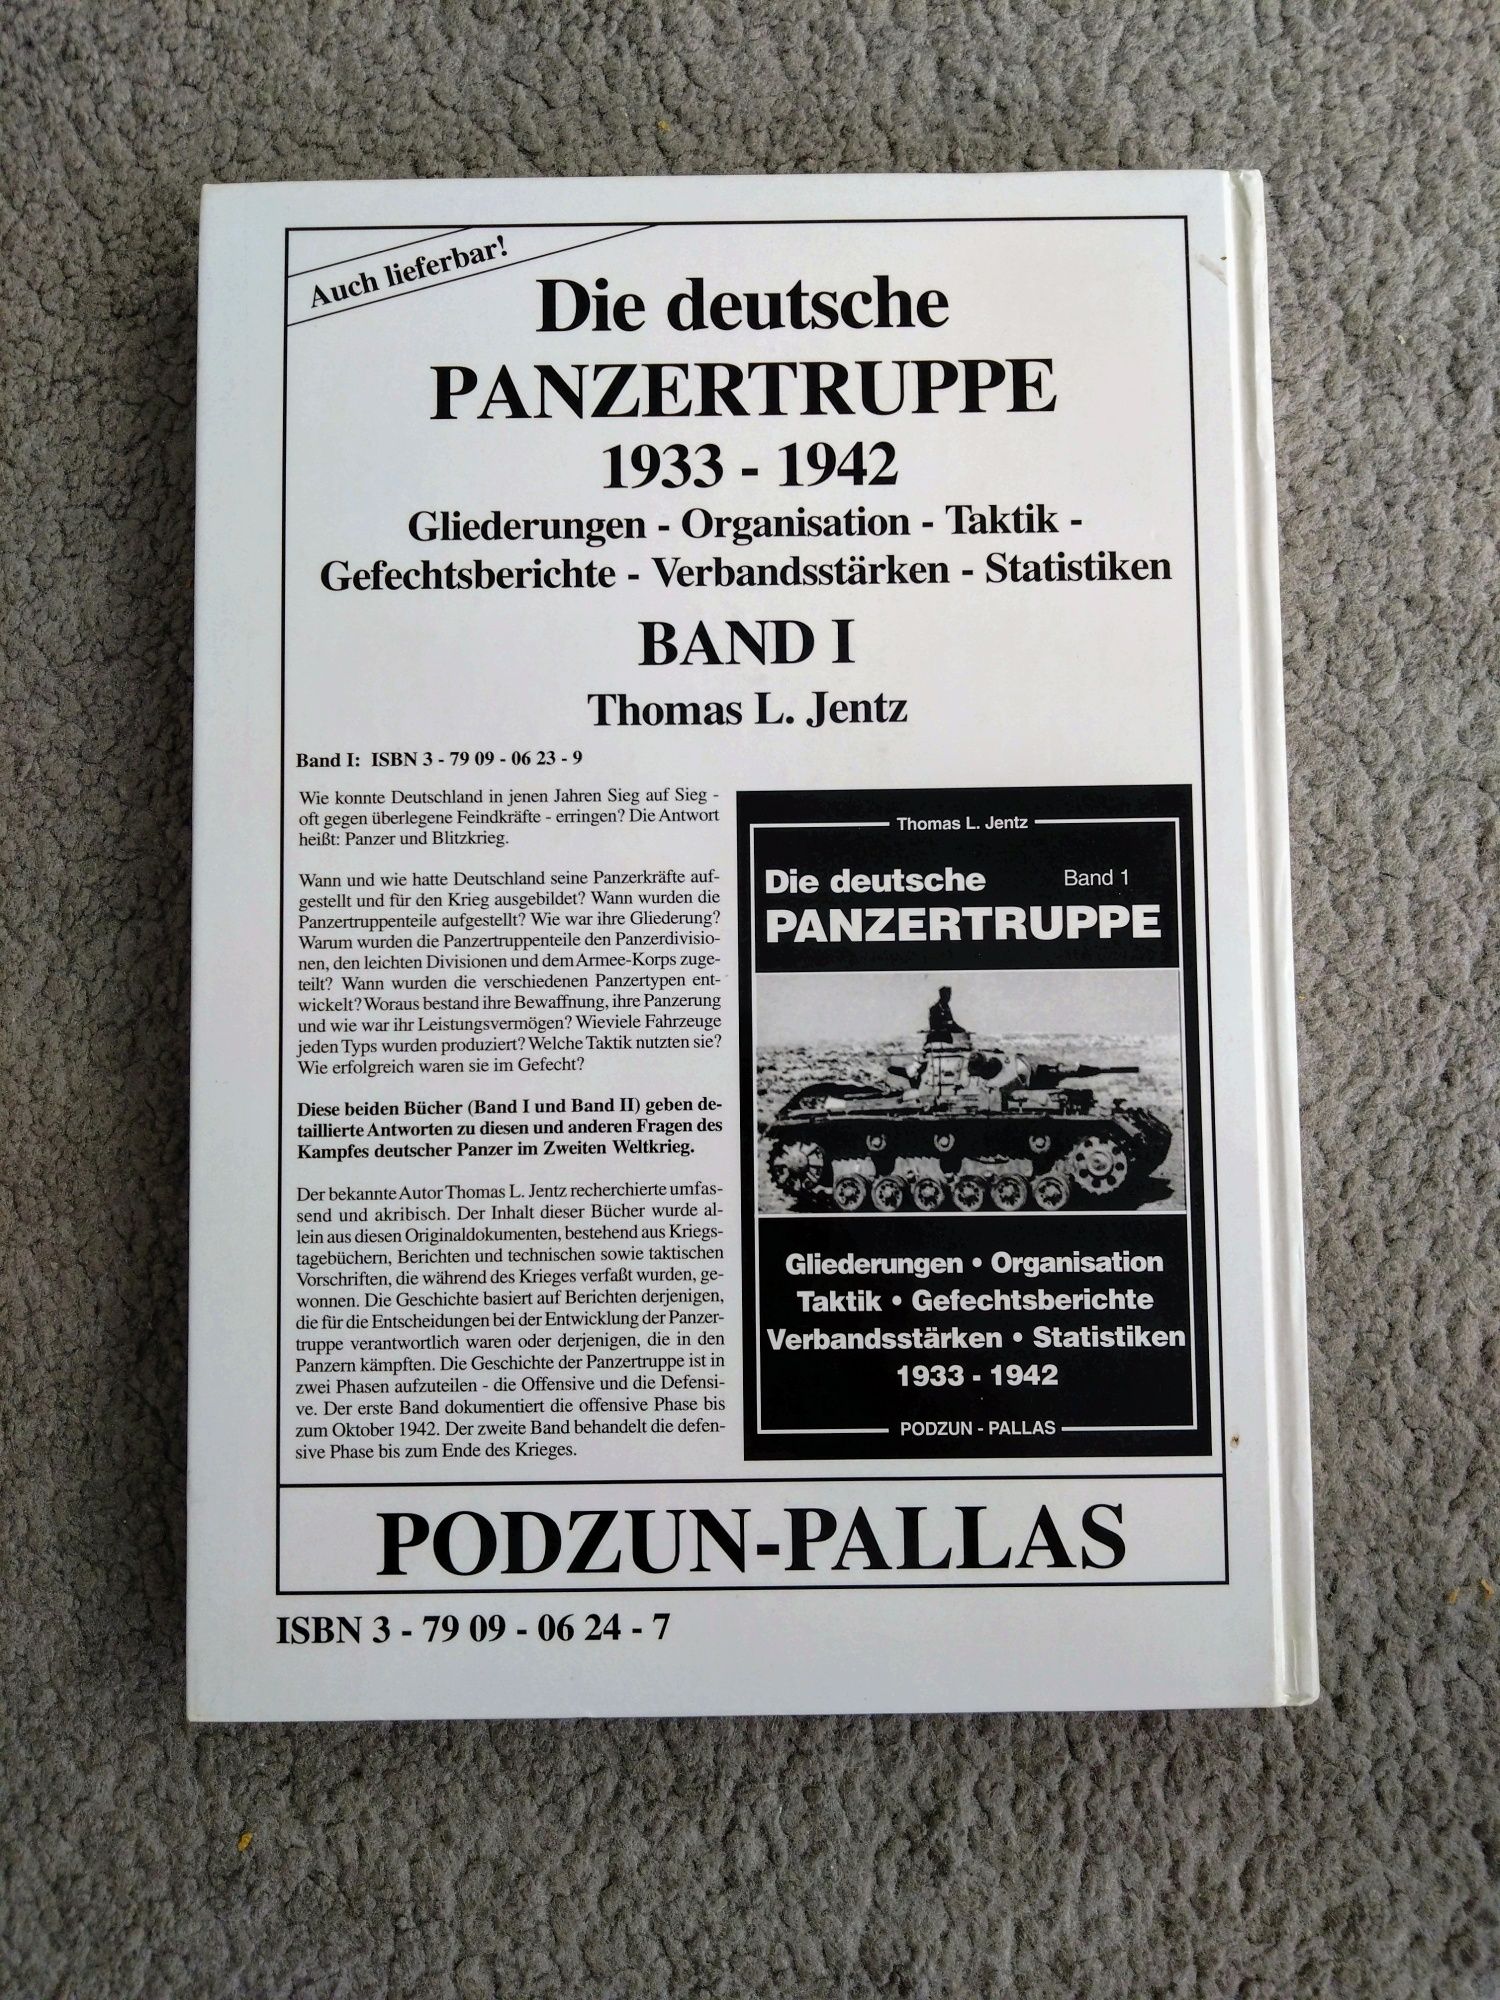 Auch lieferbar!
Die deutsche
PANZERTRUPPE
1933 - 1942
Gliederungen - Organisation - Taktik -
Gefechtsberichte - Verbandsstärken - Statistiken
BAND I
Thomas L. Jentz
Band I: ISBN 3 - 79 09 - 06 23 - 9
Wie konnte Deutschland in jenen Jahren Sieg auf Sieg -
oft gegen überlegene Feindkräfte - erringen? Die Antwort
heißt: Panzer und Blitzkrieg.
Wann und wie hatte Deutschland seine Panzerkräfte auf-
gestellt und für den Krieg ausgebildet? Wann wurden die
Panzertruppenteile aufgestellt? Wie war ihre Gliederung?
Warum wurden die Panzertruppenteile den Panzerdivisio-
nen, den leichten Divisionen und dem Armee-Korps zuge-
teilt? Wann wurden die verschiedenen Panzertypen ent-
wickelt? Woraus bestand ihre Bewaffnung, ihre Panzerung
und wie war ihr Leistungsvermögen? Wieviele Fahrzeuge
jeden Typs wurden produziert? Welche Taktik nutzten sie?
Wie erfolgreich waren sie im Gefecht?
Diese beiden Bücher (Band I und Band II) geben de-
taillierte Antworten zu diesen und anderen Fragen des
Kampfes deutscher Panzer im Zweiten Weltkrieg.
Der bekannte Autor Thomas L. Jentz recherchierte umfas-
send und akribisch. Der Inhalt dieser Bücher wurde al-
lein aus diesen Originaldokumenten, bestehend aus Kriegs-
tagebüchern, Berichten und technischen sowie taktischen
Vorschriften, die während des Krieges verfaßt wurden, ge-
wonnen. Die Geschichte basiert auf Berichten derjenigen,
die für die Entscheidungen bei der Entwicklung der Panzer-
truppe verantwortlich waren oder derjenigen, die in den
Panzern kämpften. Die Geschichte der Panzertruppe ist in
zwei Phasen aufzuteilen - die Offensive und die Defensi-
ve. Der erste Band dokumentiert die offensive Phase bis
zum Oktober 1942. Der zweite Band behandelt die defen-
sive Phase bis zum Ende des Krieges.
Thomas L. Jentz
Die deutsche Band 1
PANZERTRUPPE
Gliederungen • Organisation
Taktik • Gefechtsberichte
Verbandsstärken • Statistiken
1933 - 1942
PODZUN - PALLAS
PODZUN-PALLAS
ISBN 3 - 79 09 - 06 24 - 7